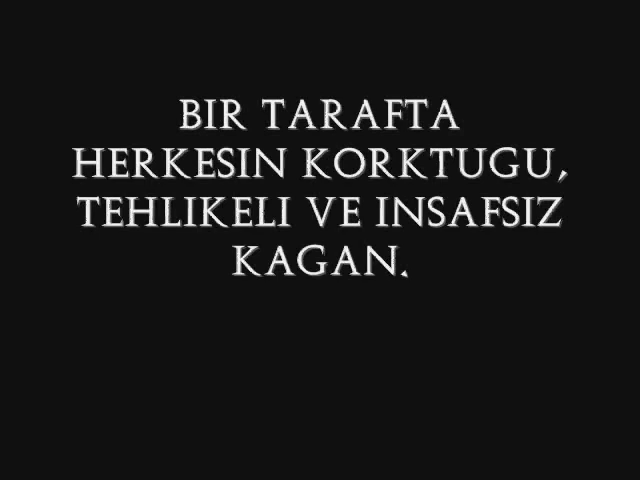 BIR TARAFTA
HERKESIN KORKTUGU,
TEHLIKELI VE INSAFSIZ
KAGAN.